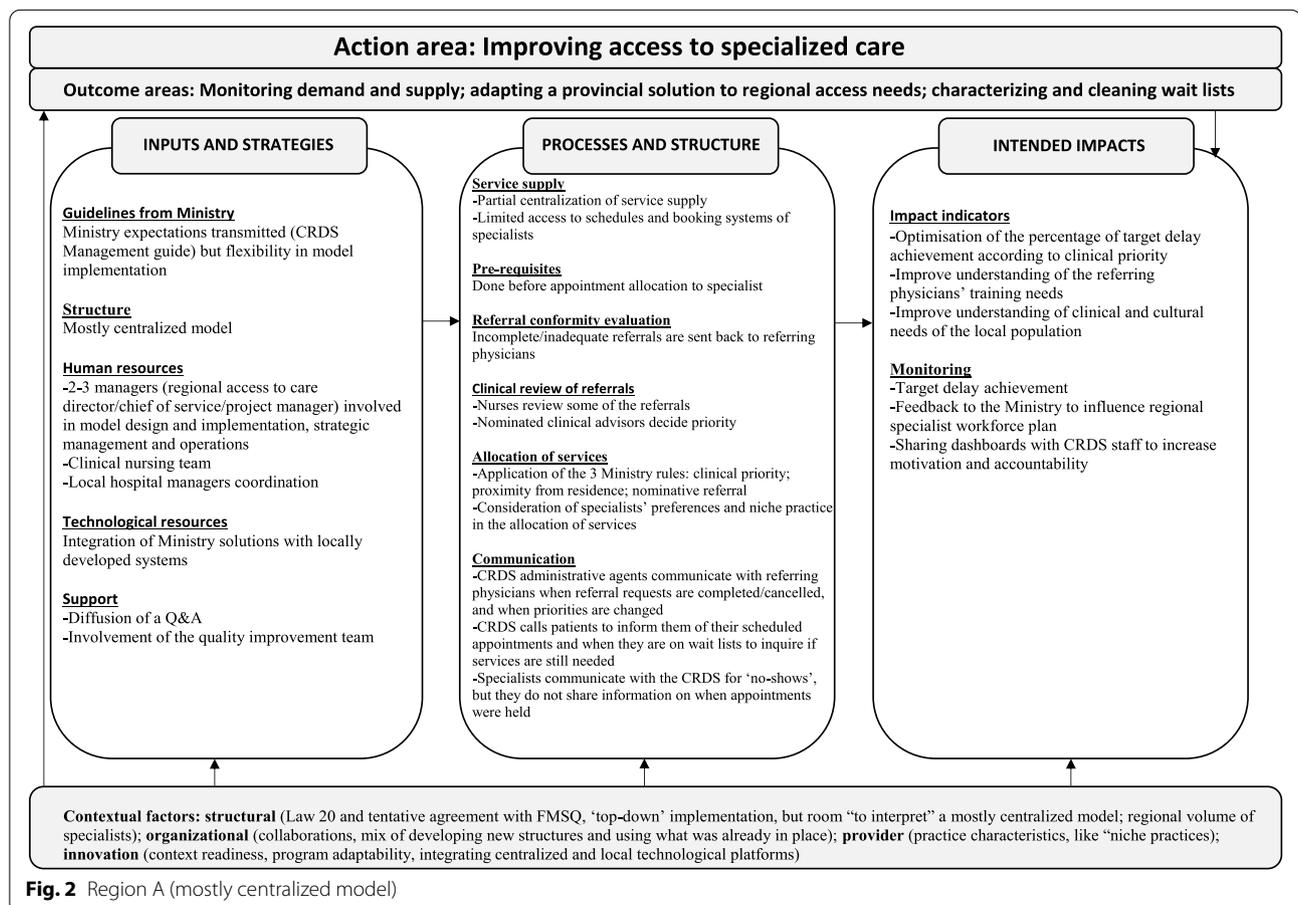 Action area: Improving access to specialized care
Outcome areas: Monitoring demand and supply; adapting a provincial solution to regional access needs; characterizing and cleaning wait lists
INPUTS AND STRATEGIES
Guidelines from Ministry
Ministry expectations transmitted (CRDS
Management guide) but flexibility in model
implementation
Structure
Mostly centralized model
Human resources
-2-3 managers (regional access to care
director/chief of service/project manager) involved
in model design and implementation, strategic
management and operations
-Clinical nursing team
-Local hospital managers coordination
Technological resources
Integration of Ministry solutions with locally
developed systems
Support
-Diffusion of a Q&A
-Involvement of the quality improvement team
PROCESSES AND STRUCTURE
Service supply
-Partial centralization of service supply
-Limited access to schedules and booking systems of
specialists
Pre-requisites
Done before appointment allocation to specialist
Referral conformity evaluation
Incomplete/inadequate referrals are sent back to referring
physicians
Clinical review of referrals
-Nurses review some of the referrals
-Nominated clinical advisors decide priority
Allocation of services
-Application of the 3 Ministry rules: clinical priority;
proximity from residence; nominative referral
-Consideration of specialists’ preferences and niche practice
in the allocation of services
Communication
-CRDS administrative agents communicate with referring
physicians when referral requests are completed/cancelled,
and when priorities are changed
-CRDS calls patients to inform them of their scheduled
appointments and when they are on wait lists to inquire if
services are still needed
-Specialists communicate with the CRDS for ‘no-shows’,
but they do not share information on when appointments
were held
INTENDED IMPACTS
Impact indicators
-Optimisation of the percentage of target delay
achievement according to clinical priority
-Improve understanding of the referring
physicians’ training needs
-Improve understanding of clinical and cultural
needs of the local population
Monitoring
-Target delay achievement
-Feedback to the Ministry to influence regional
specialist workforce plan
-Sharing dashboards with CRDS staff to increase
motivation and accountability
Contextual factors: structural (Law 20 and tentative agreement with FMSQ, ‘top-down’ implementation, but room “to interpret” a mostly centralized model; regional volume of
specialists); organizational (collaborations, mix of developing new structures and using what was already in place); provider (practice characteristics, like “niche practices);
innovation (context readiness, program adaptability, integrating centralized and local technological platforms)
Fig. 2 Region A (mostly centralized model)